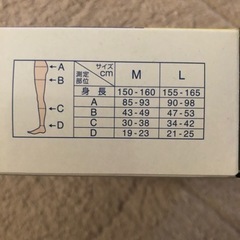 A
B
C
D
サイズ cm
測定部位
M L
身長 150-160 155-165
A 85-93 90-98
B 43-49 47-53
C 30-38 34-42
D 19-23 21-25